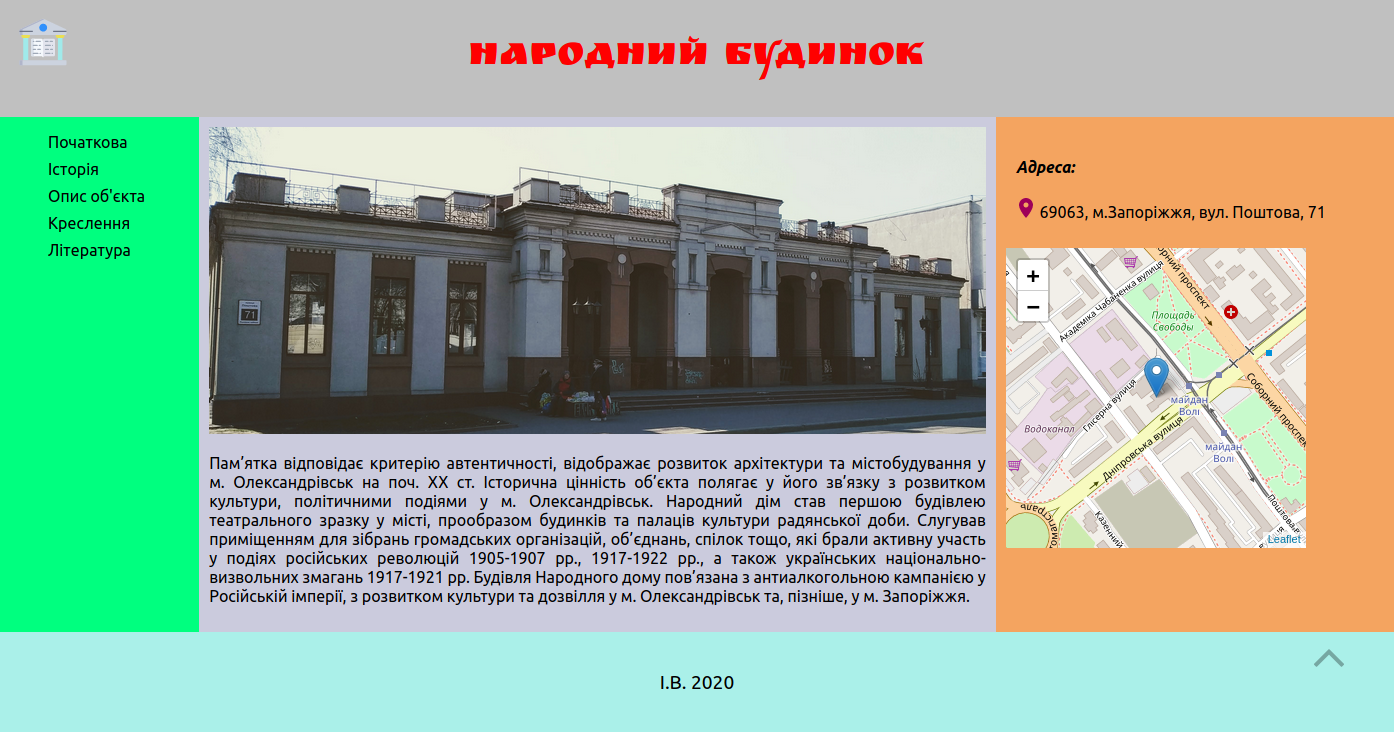 НАРОДНИЙ БУДИНОК
Початкова
Історія
Опис об'єкта
Креслення
Література
71
Пам’ятка відповідає критерію автентичності, відображає розвиток архітектури та містобудування у
м. Олександрівськ на поч. ХХ ст. Історична цінність об’єкта полягає у його зв’язку з розвитком
культури, політичними подіями у м. Олександрівськ. Народний дім став першою будівлею
театрального зразку у місті, прообразом будинків та палаців культури радянської доби. Слугував
приміщенням для зібрань громадських організацій, об’єднань, спілок тощо, які брали активну участь
у подіях російських революцій 1905-1907 рр., 1917-1922 рр., а також українських національно-
визвольних змагань 1917-1921 рр. Будівля Народного дому пов’язана з антиалкогольною кампанією у
Російській імперії, з розвитком культури та дозвілля у м. Олександрівськ та, пізніше, у м. Запоріжжя.
Адреса:
69063, м.Запоріжжя, вул. Поштова, 71
+
−
орний проспект
Академіка Чабаненка вулиця
Площадь
Свободы
Соборний проспек
майдан
Волі
Глісерна вулиця
Водоканал
майдан
Волі
Дніпровська вулиця
Поштова
Казенний
томагістраль
Leaflet
І.В. 2020